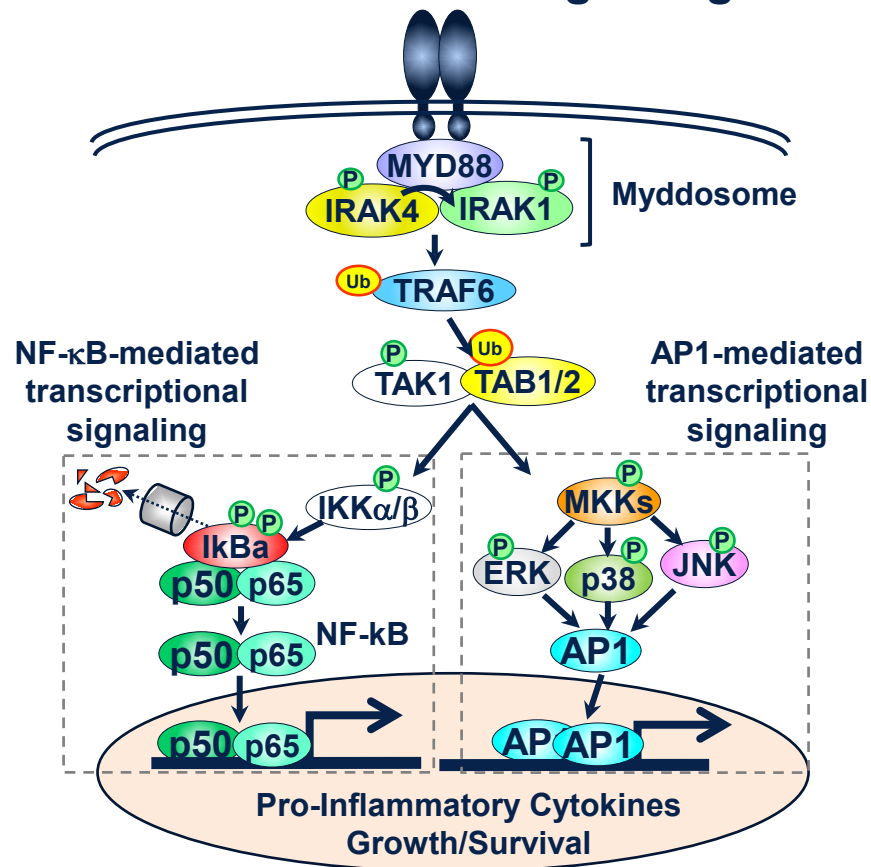 MYD88
P
P
IRAK4
IRAK1
Myddosome
Ub
TRAF6
NF-κB-mediated
transcriptional
signaling
P
Ub
TAK1
TAB1/2
AP1-mediated
transcriptional
signaling
P
IKKα/β
P
P
IkBa
p50
p65
NF-kB
p50
p65
p50
p65
P
MKKs
P
P
P
ERK
p38
JNK
AP1
AP
AP1
Pro-Inflammatory Cytokines
Growth/Survival